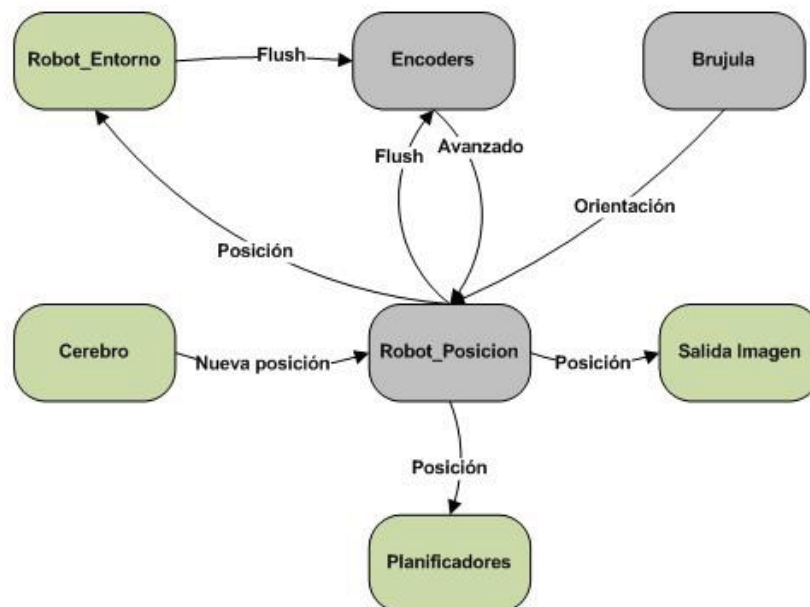 Robot_Entorno
Flush
Encoders
Brujula
Flush
Avanzado
Orientación
Posición
Cerebro
Nueva posición
Robot_Posicion
Posición
Salida Imagen
Posición
Planificadores